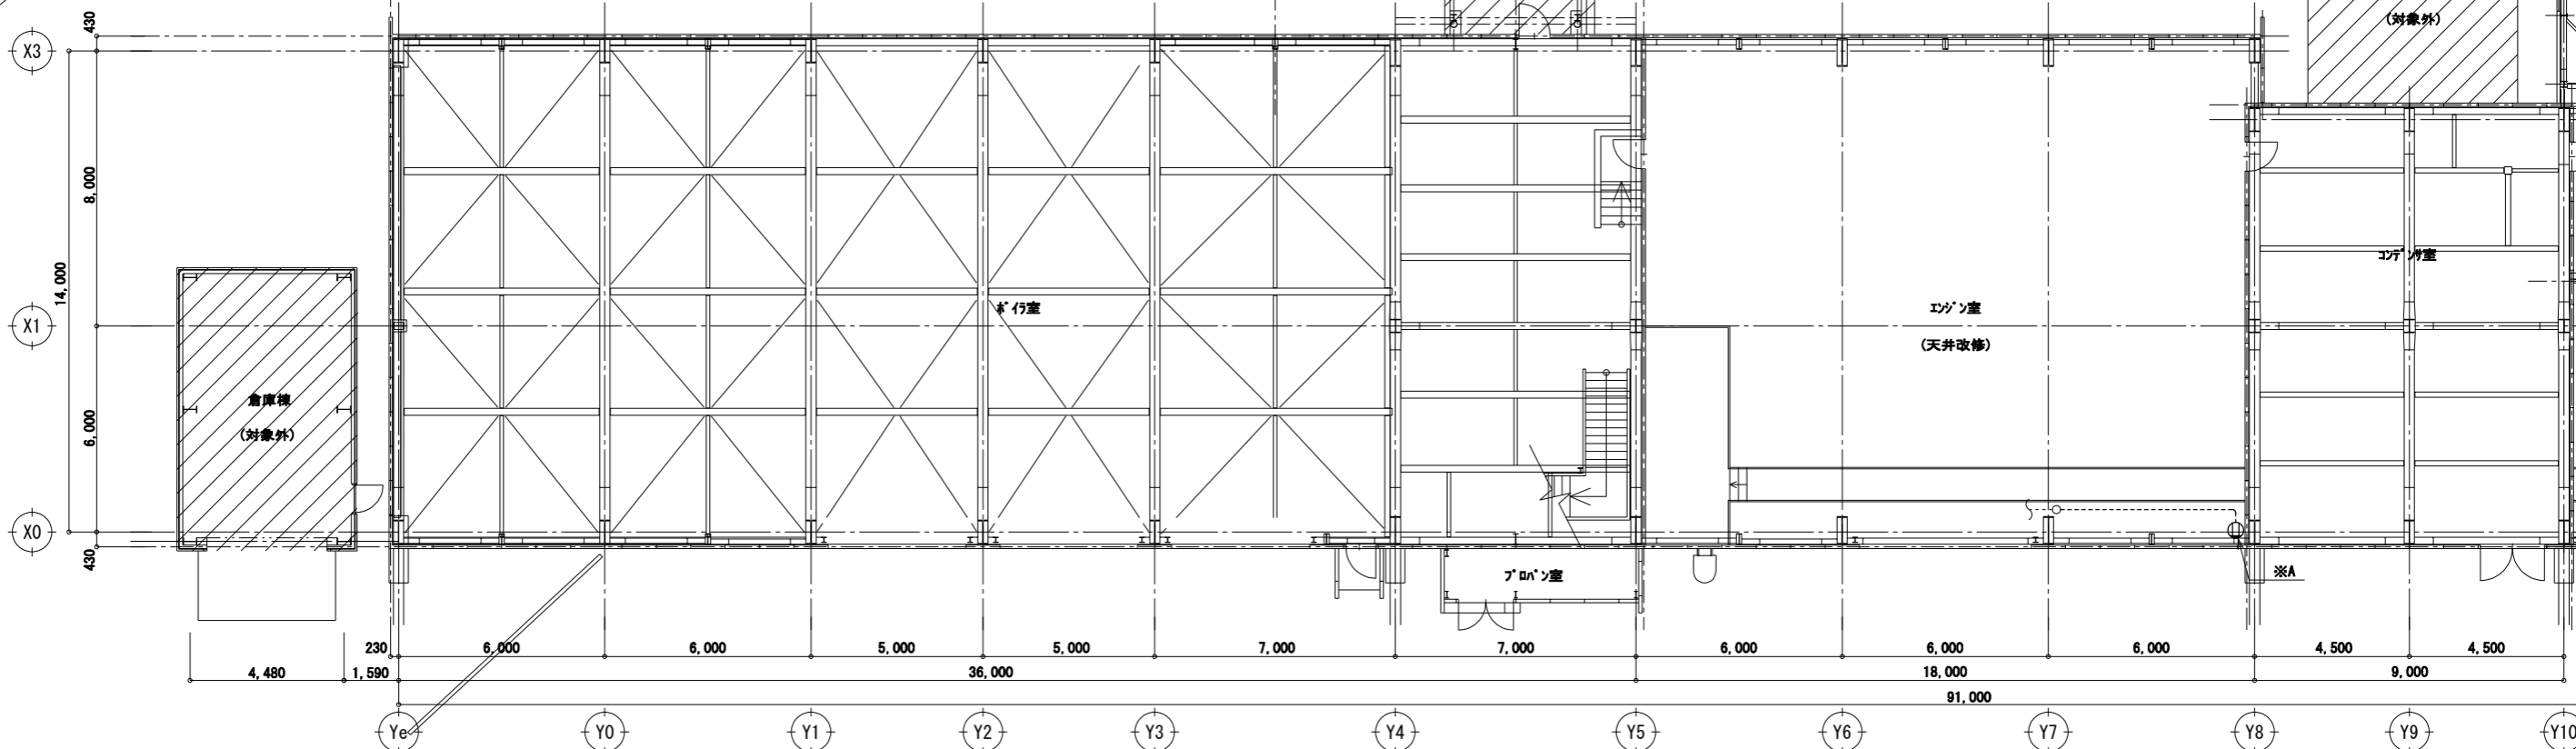 430
(対象外)
X3
8,000
14,000
ボイラ室
エンジン室
(天井改修)
コンデンサ室
X1
倉庫棟
(対象外)
6,000
X0
430
プロパン室
※A
230
6,000
6,000
5,000
5,000
7,000
7,000
6,000
6,000
6,000
4,500
4,500
4,480
1,590
36,000
18,000
9,000
91,000
Ye
Y0
Y1
Y2
Y3
Y4
Y5
Y6
Y7
Y8
Y9
Y10